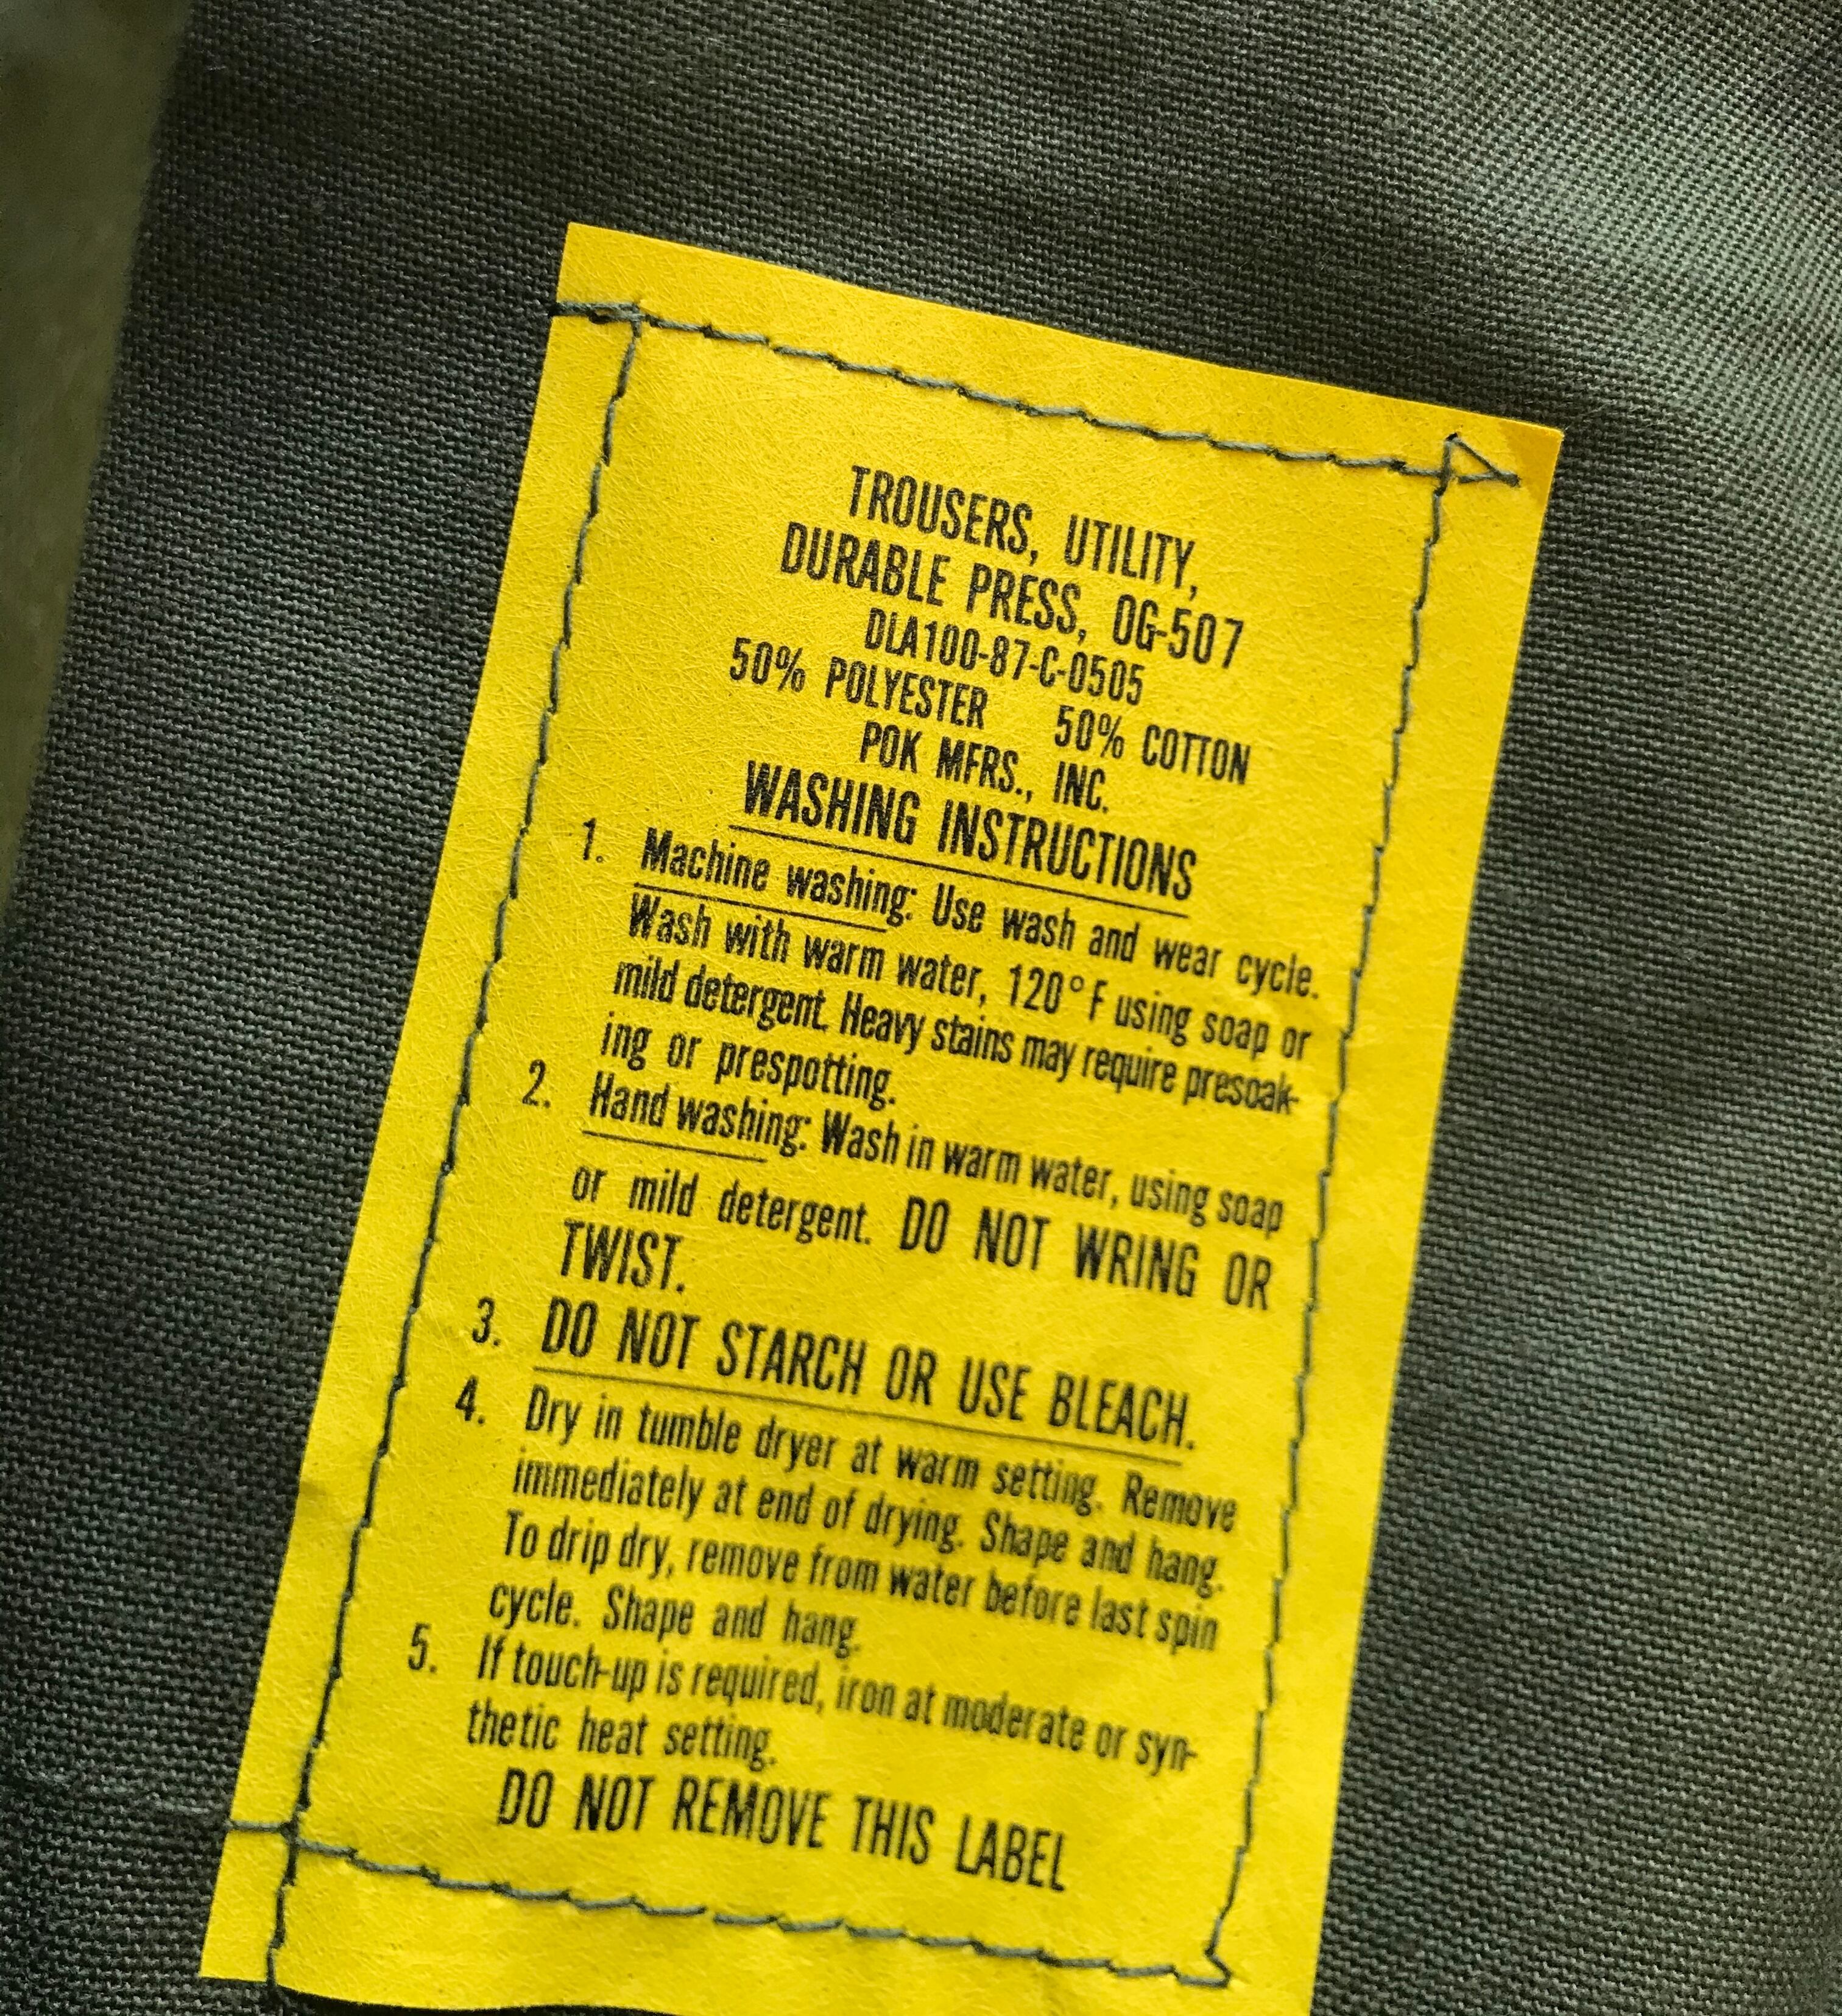 TROUSERS, UTILITY,
DURABLE PRESS, OG-507
DLA100-87-C-0505
50% POLYESTER 50% COTTON
POK MFRS., INC.
WASHING INSTRUCTIONS
1. Machine washing: Use wash and wear cycle.
Wash with warm water, 120° F using soap or
mild detergent. Heavy stains may require presoak-
ing or prespotting.
2. Hand washing: Wash in warm water, using soap
or mild detergent. DO NOT WRING OR
TWIST.
3. DO NOT STARCH OR USE BLEACH.
4. Dry in tumble dryer at warm setting. Remove
immediately at end of drying. Shape and hang.
To drip dry, remove from water before last spin
cycle. Shape and hang.
5. If touch-up is required, iron at moderate or syn-
thetic heat setting.
DO NOT REMOVE THIS LABEL